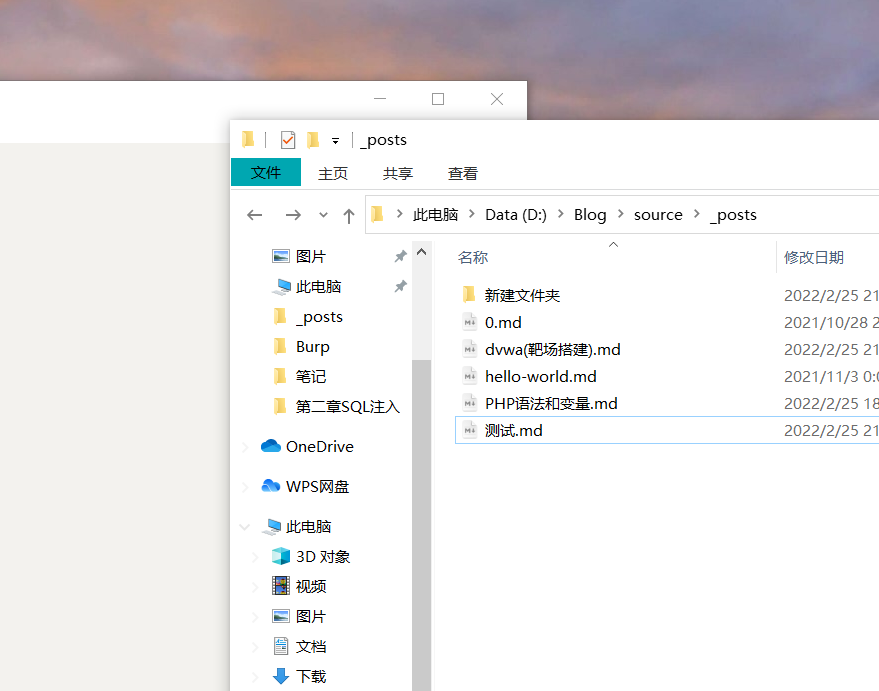 _posts
文件 主页 共享 查看
此电脑 Data (D:) Blog source _posts
图片
此电脑
_posts
Burp
笔记
第二章SQL注入
OneDrive
WPS网盘
此电脑
3D 对象
视频
图片
文档
下载
名称 修改日期
新建文件夹 2022/2/25 21
0.md 2021/10/28 2
dvwa(靶场搭建).md 2022/2/25 21
hello-world.md 2021/11/3 0:0
PHP语法和变量.md 2022/2/25 18
测试.md 2022/2/25 21